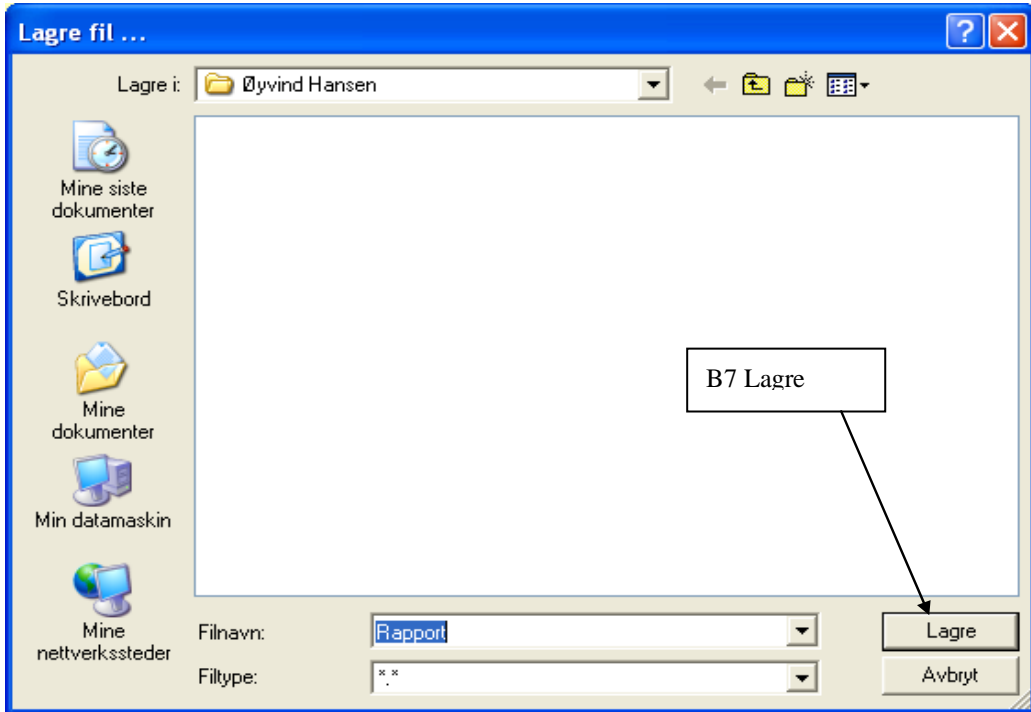 Lagre fil ...
Lagre i:
Øyvind Hansen
Mine siste
dokumenter
Skrivebord
Mine
dokumenter
Min datamaskin
Mine
nettverkssteder
B7 Lagre
Filnavn:
Rapport
Lagre
Filtype:
*.*
Avbryt